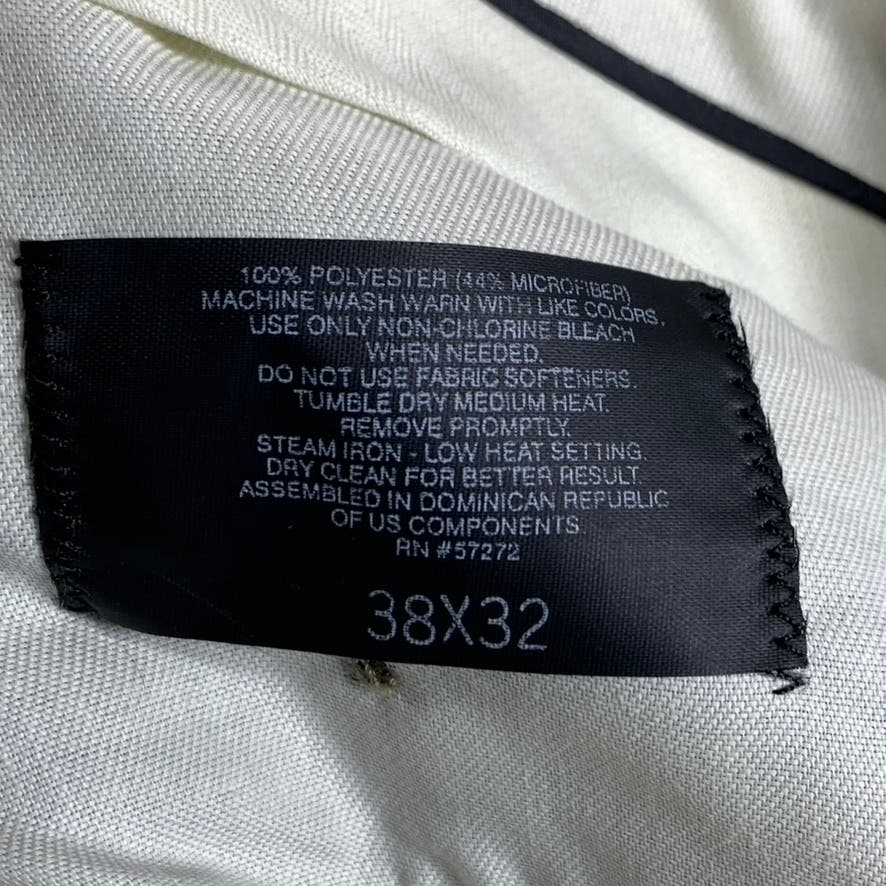 100% POLYESTER (44% MICROFIBER)
MACHINE WASH WARN WITH LIKE COLORS,
USE ONLY NON-CHLORINE BLEACH
WHEN NEEDED.
DO NOT USE FABRIC SOFTENERS.
TUMBLE DRY MEDIUM HEAT.
REMOVE PROMPTLY.
STEAM IRON - LOW HEAT SETTING.
DRY CLEAN FOR BETTER RESULT.
ASSEMBLED IN DOMINICAN REPUBLIC
OF US COMPONENTS
RN #57272
38X32